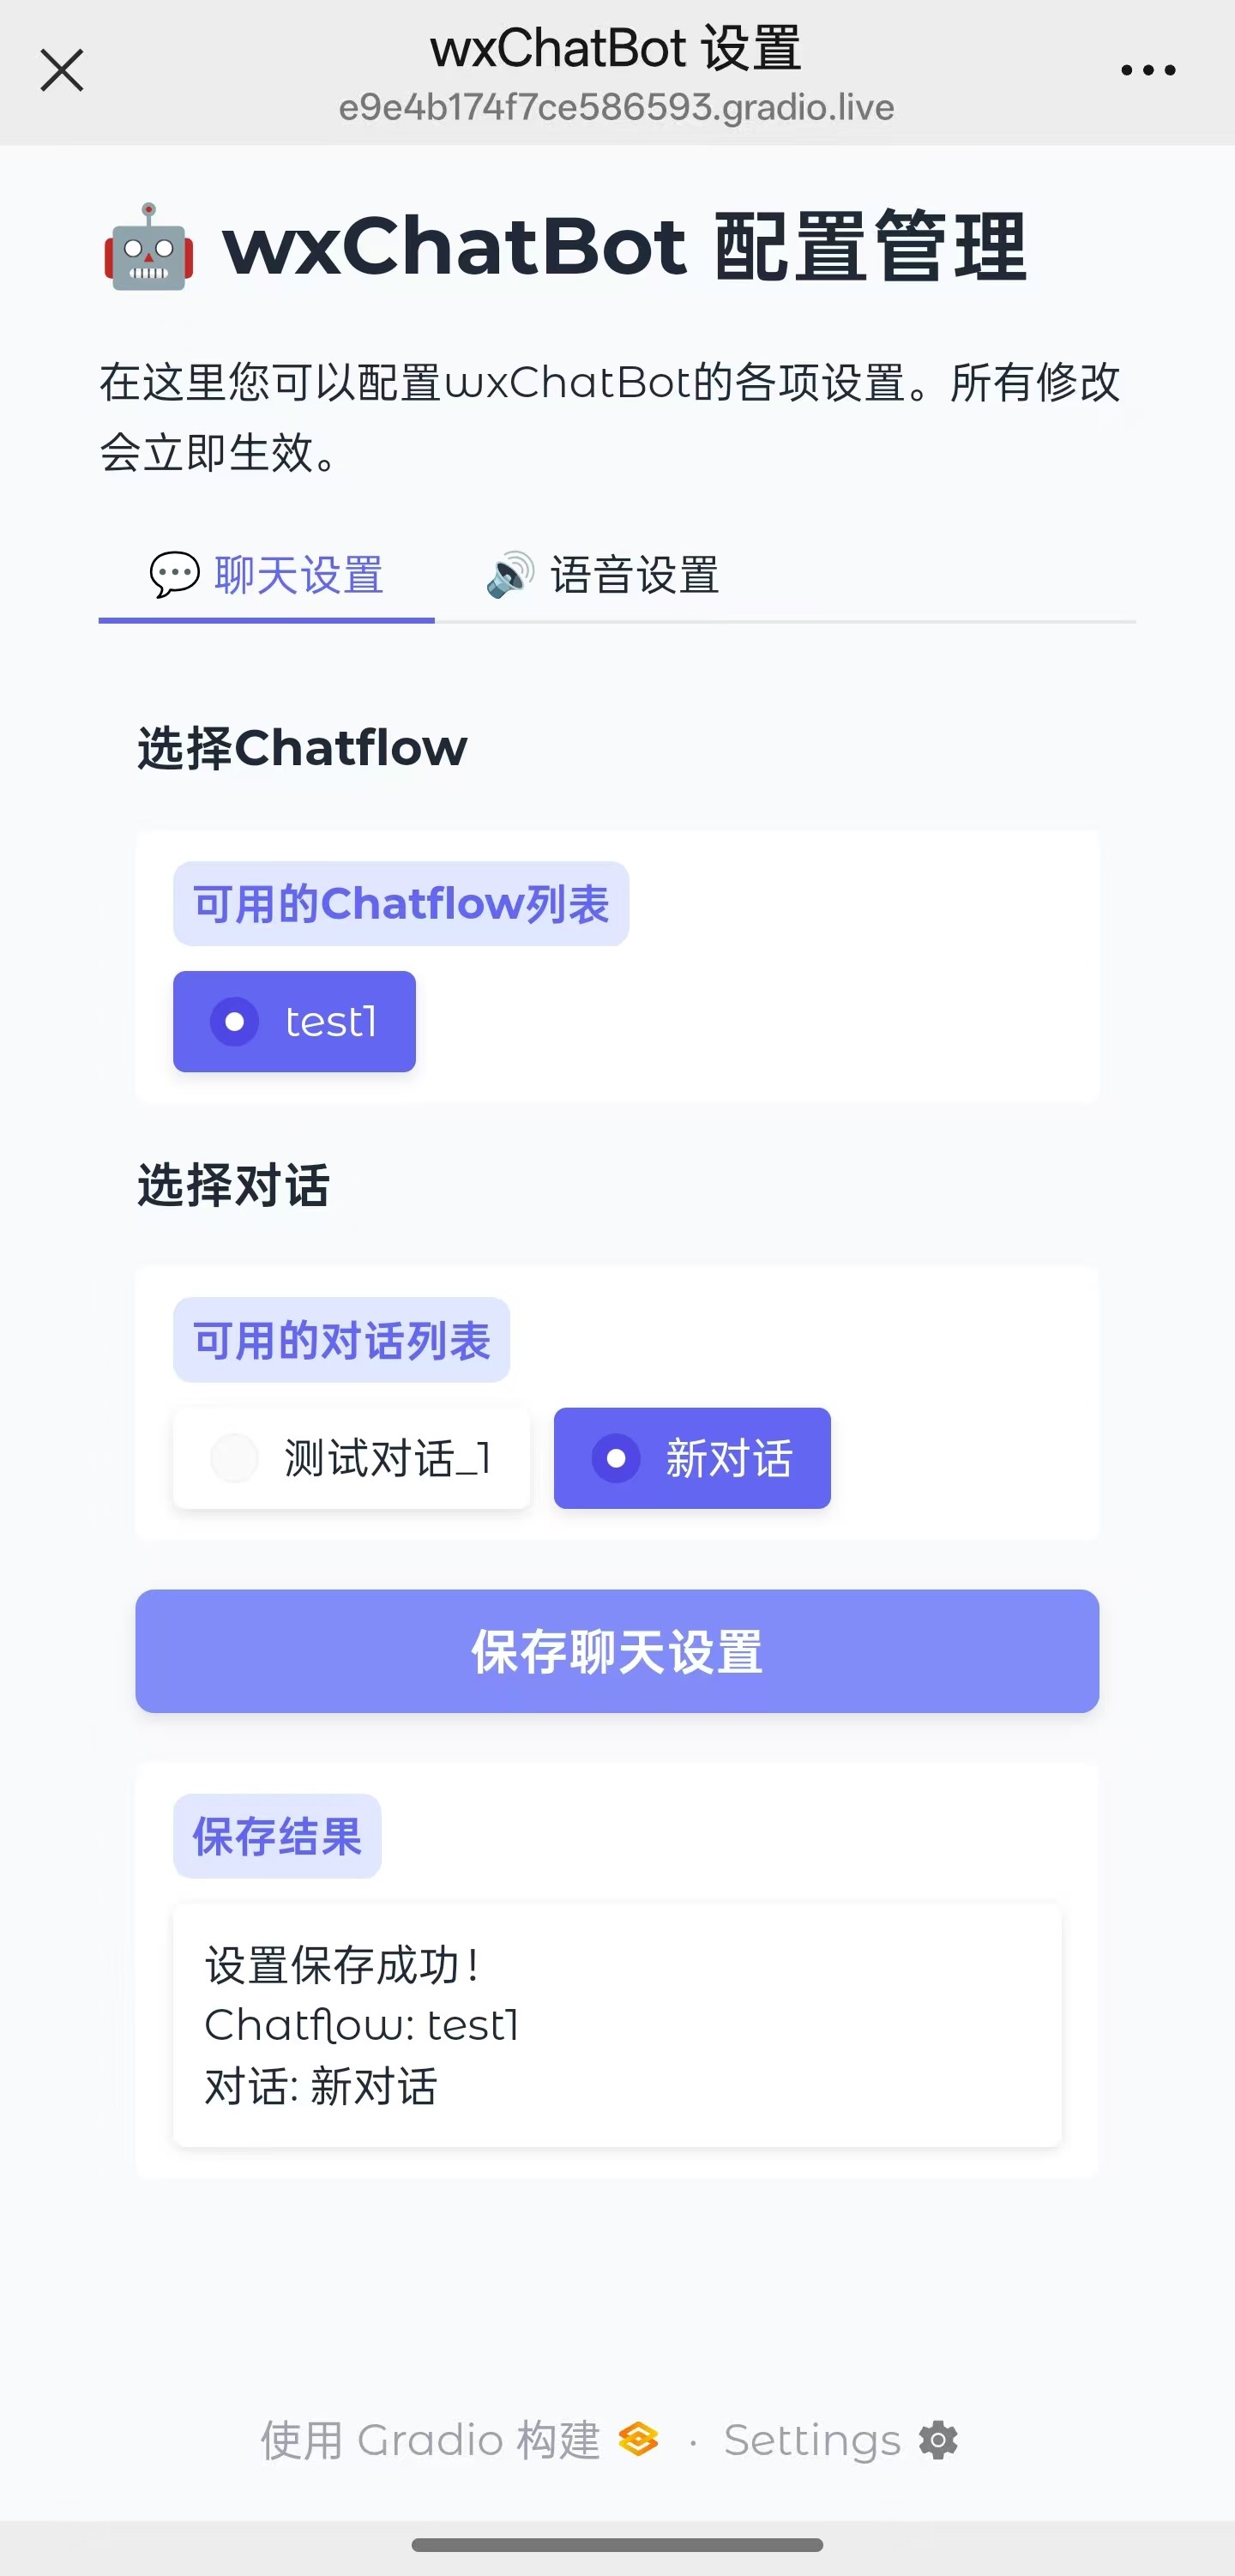 wxChatBot 设置
e9e4b174f7ce586593.gradio.live
wxChatBot 配置管理
在这里您可以配置wxChatBot的各项设置。所有修改
会立即生效。
聊天设置 语音设置
选择Chatflow
可用的Chatflow列表
test1
选择对话
可用的对话列表
测试对话_1 新对话
保存聊天设置
保存结果
设置保存成功！
Chatflow: test1
对话: 新对话
使用 Gradio 构建 · Settings